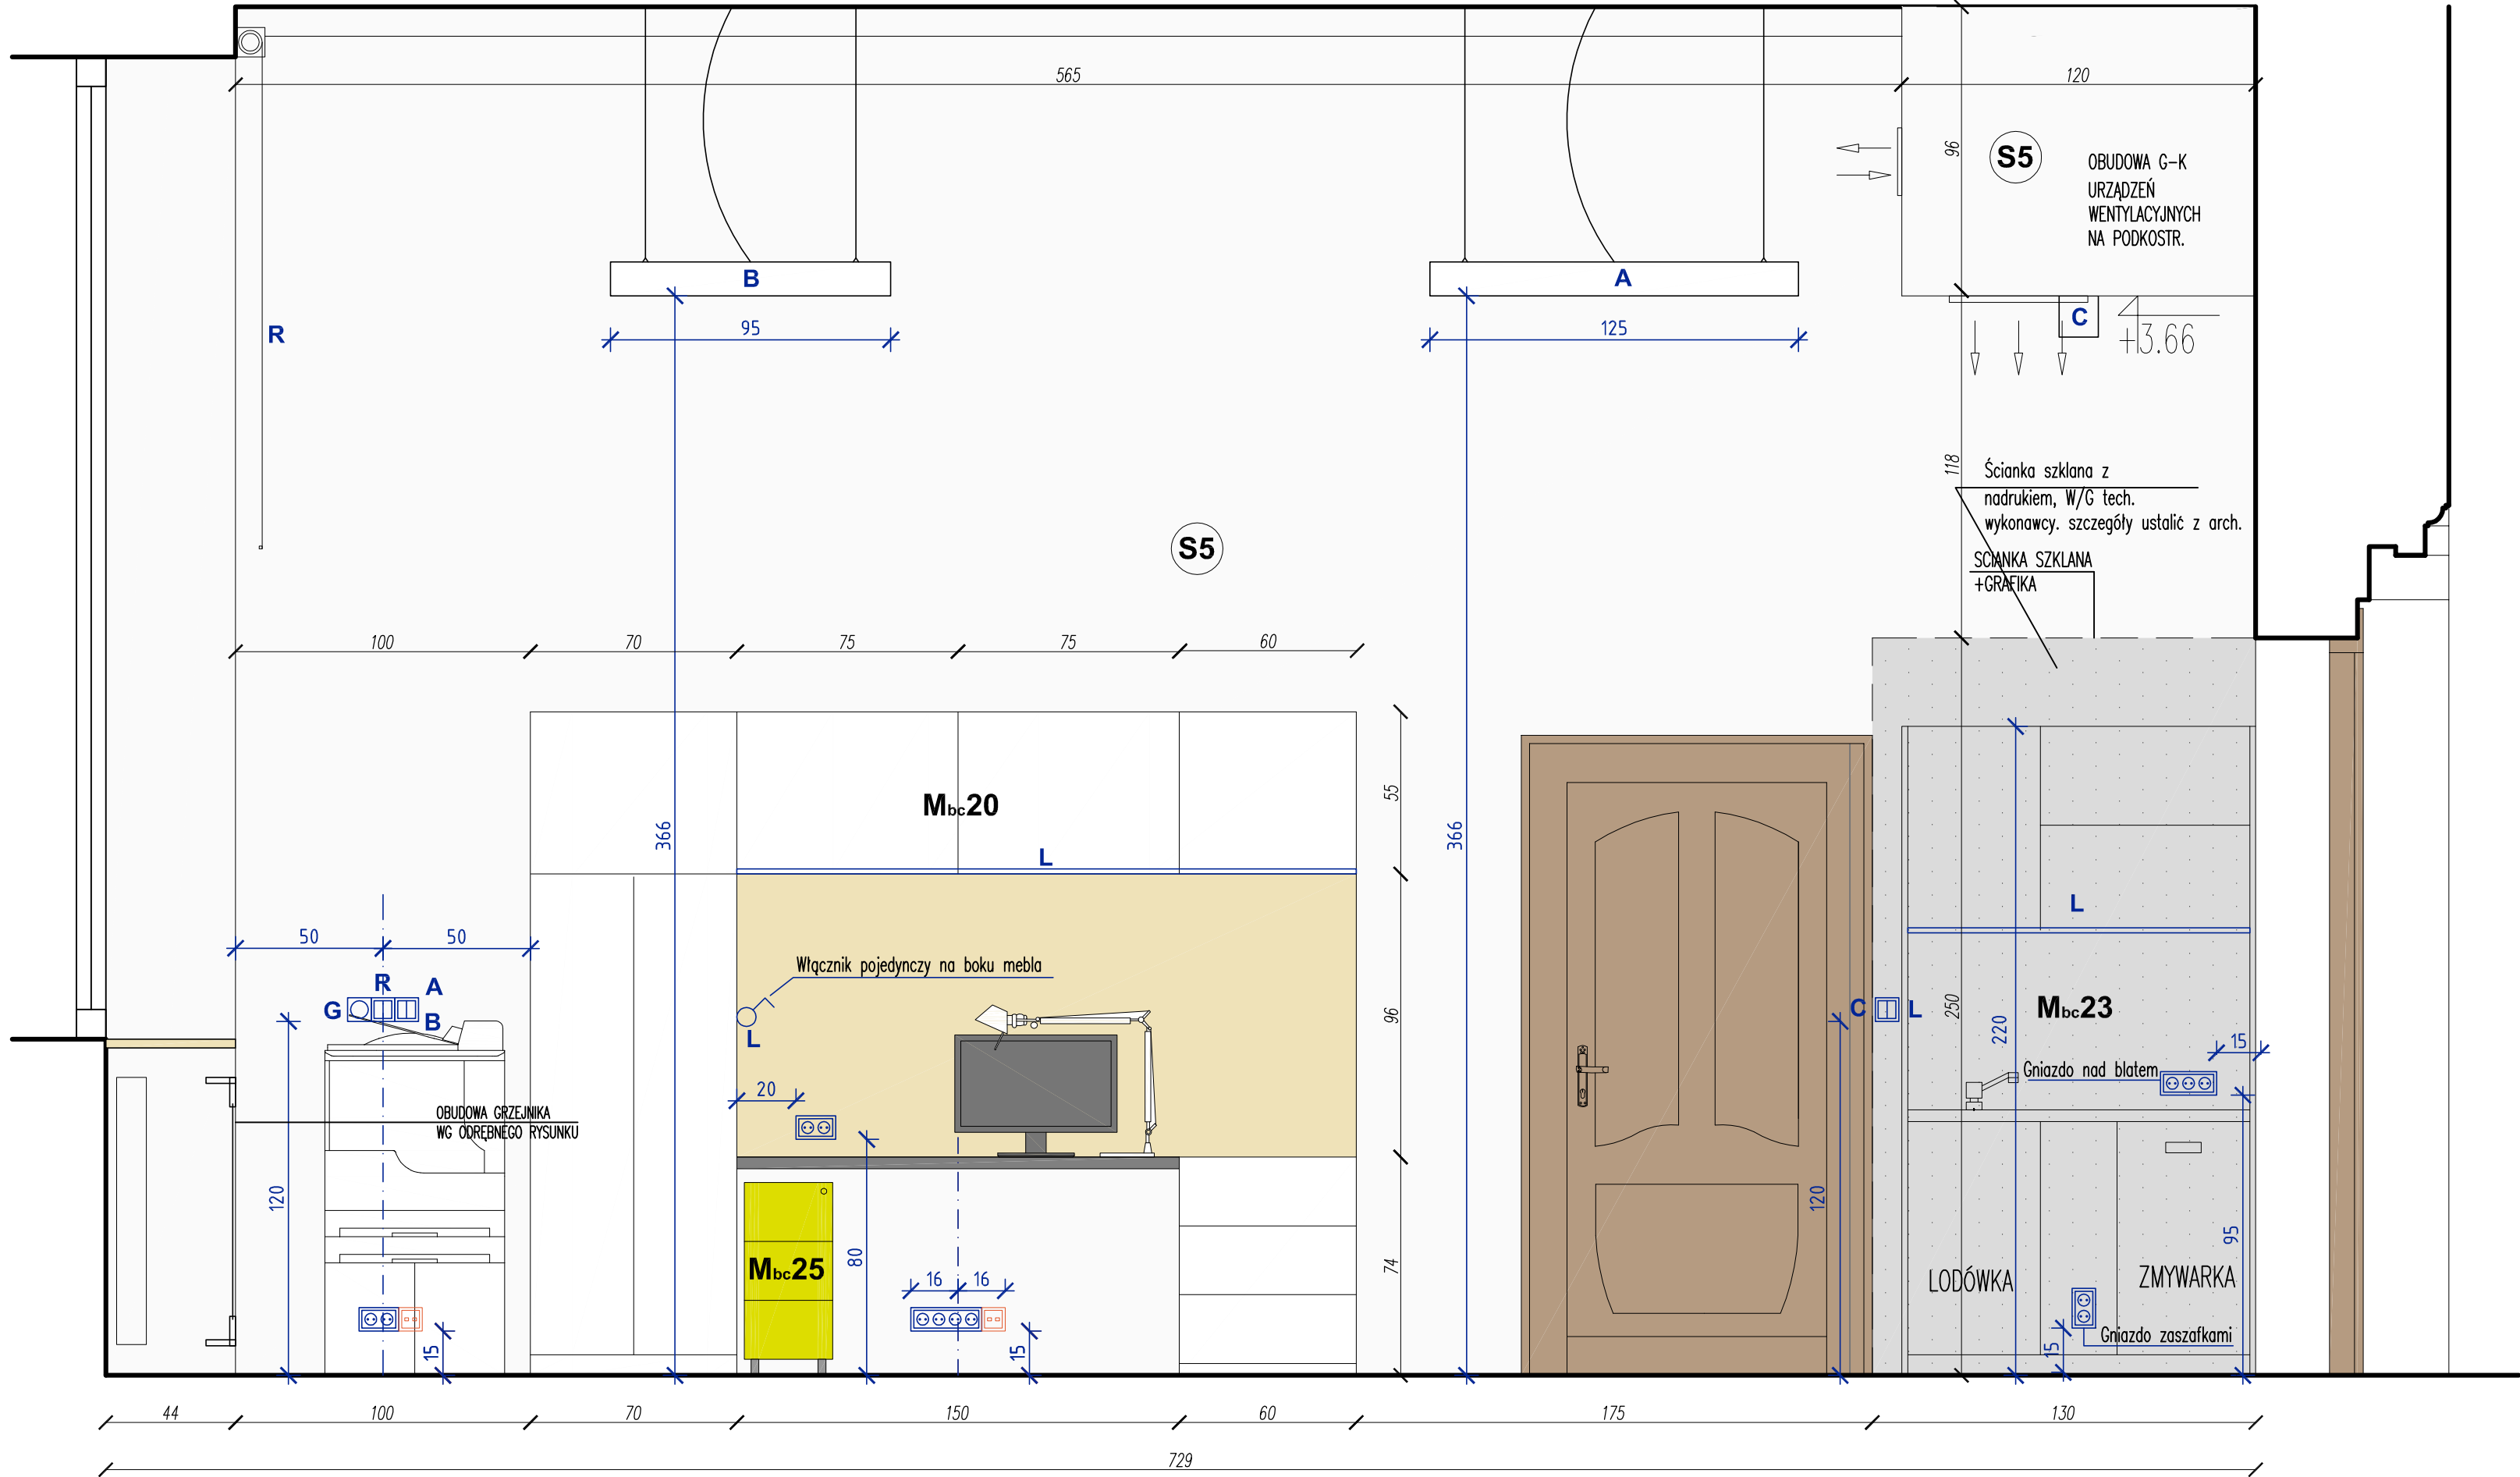 565
120
96
S5
OBUDOWA G-K
URZĄDZEŃ
WENTYLACYJNYCH
NA PODKOSTR.
B
A
C
+3.66
R
95
125
118
Ścianka szklana z
nadrukiem, W/G tech.
wykonawcy. szczegóły ustalić z arch.
S5
SCIANKA SZKLANA
+GRAFIKA
100
70
75
75
60
55
Mbc20
366
366
L
L
50
50
Włącznik pojedynczy na boku mebla
R
A
G
B
L
96
C
L
250
Mbc23
220
15
Gniazdo nad blatem
20
OBUDOWA GRZEJNIKA
WG ODRĘBNEGO RYSUNKU
120
120
95
80
74
Mbc25
16
16
LODÓWKA
ZMYWARKA
15
15
15
Gniazdo zaszafkami
44
100
70
150
60
175
130
729